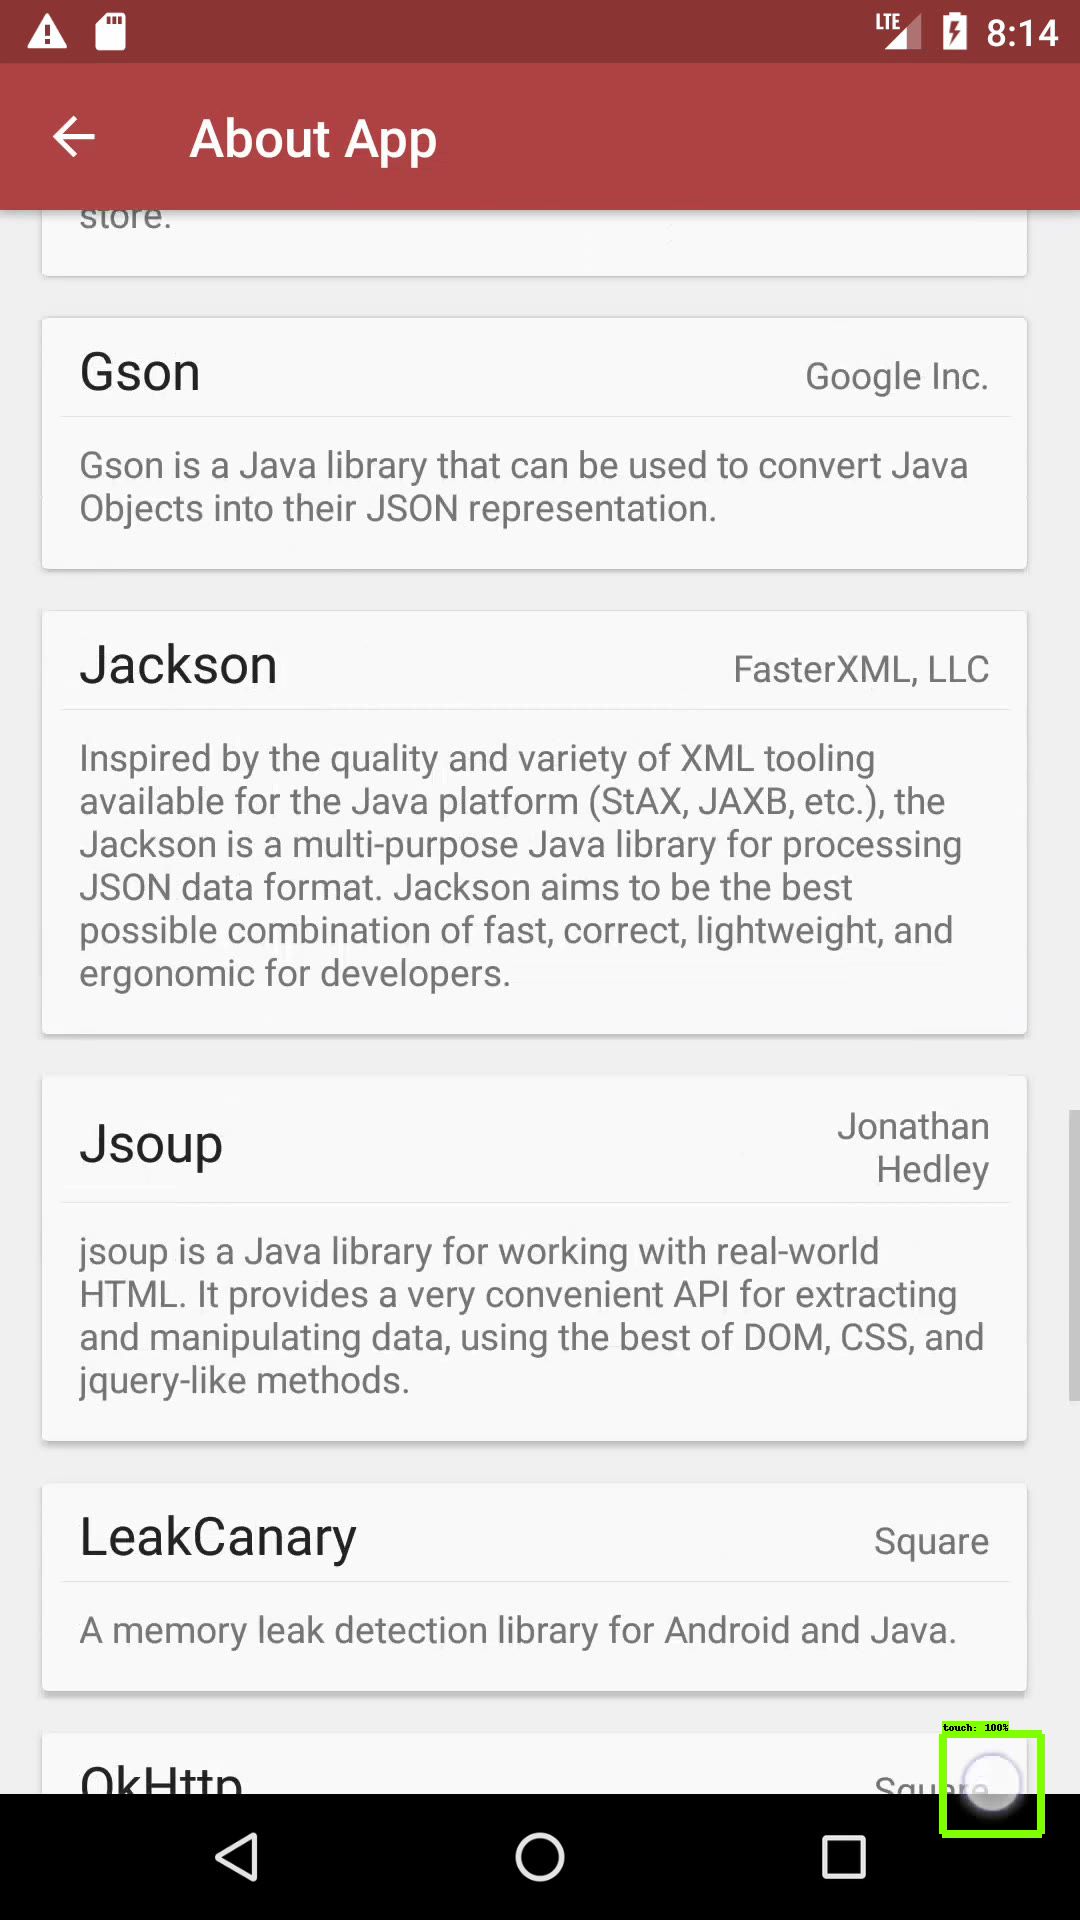 LTE 8:14
About App
store.
Gson Google Inc.
Gson is a Java library that can be used to convert Java
Objects into their JSON representation.
Jackson FasterXML, LLC
Inspired by the quality and variety of XML tooling
available for the Java platform (StAX, JAXB, etc.), the
Jackson is a multi-purpose Java library for processing
JSON data format. Jackson aims to be the best
possible combination of fast, correct, lightweight, and
ergonomic for developers.
Jsoup Jonathan
Hedley
jsoup is a Java library for working with real-world
HTML. It provides a very convenient API for extracting
and manipulating data, using the best of DOM, CSS, and
jquery-like methods.
LeakCanary Square
A memory leak detection library for Android and Java.
touch: 100%
OkHttp Square